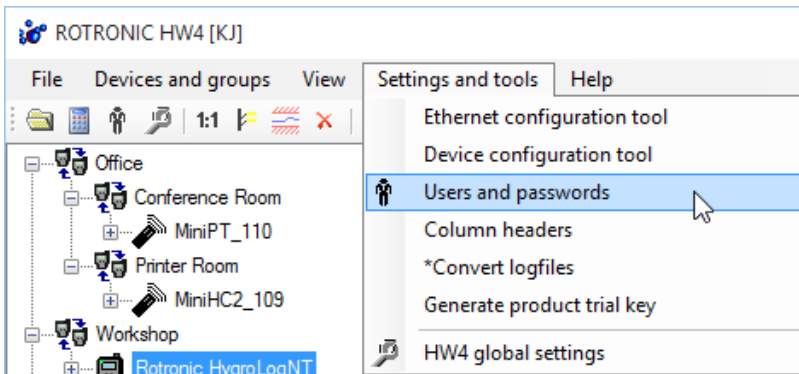 ROTRONIC HW4 [KJ]
File Devices and groups View Settings and tools Help
1:1
Ethernet configuration tool
Device configuration tool
Users and passwords
Column headers
*Convert logfiles
Generate product trial key
HW4 global settings
Office
Conference Room
MiniPT_110
Printer Room
MiniHC2_109
Workshop
Rotronic HygroLogNT